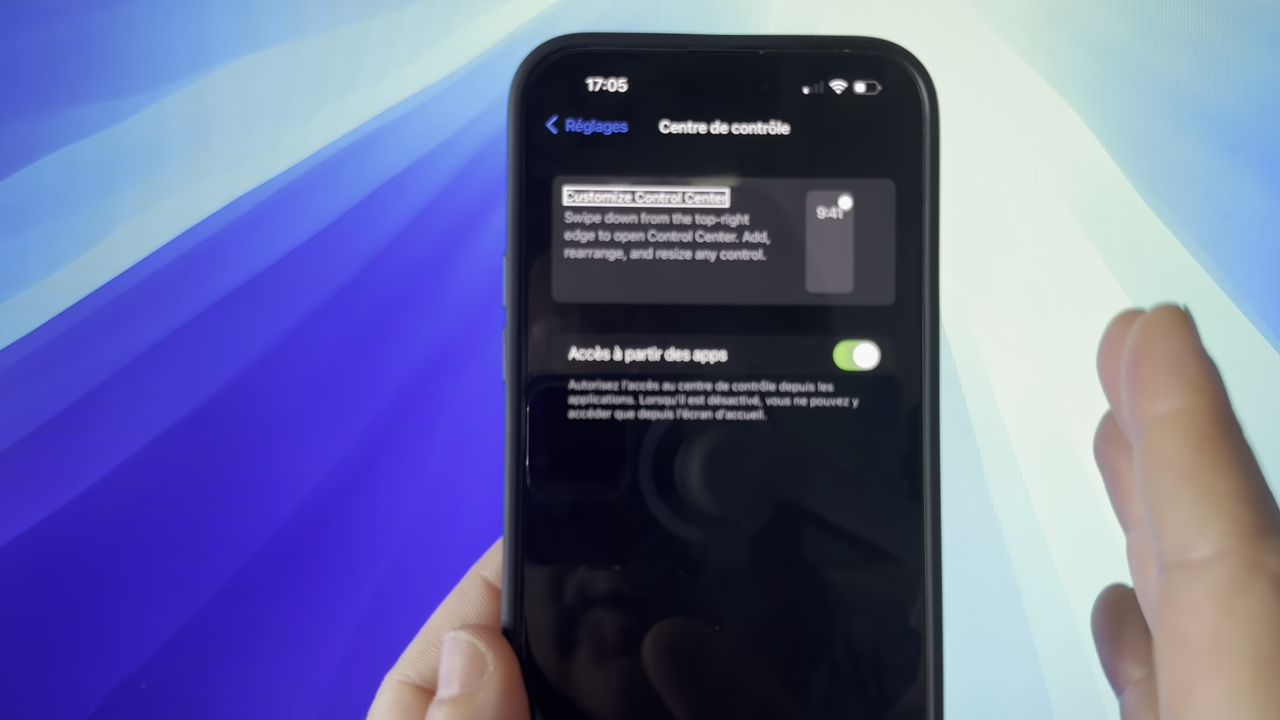 17:05
Réglages
Centre de contrôle
Customize Control Center
Swipe down from the top-right
edge to open Control Center. Add,
rearrange, and resize any control.
9:41
Accès à partir des apps
Autorisez l'accès au centre de contrôle depuis les
applications. Lorsqu'il est désactivé, vous ne pouvez y
accéder que depuis l'écran d'accueil.